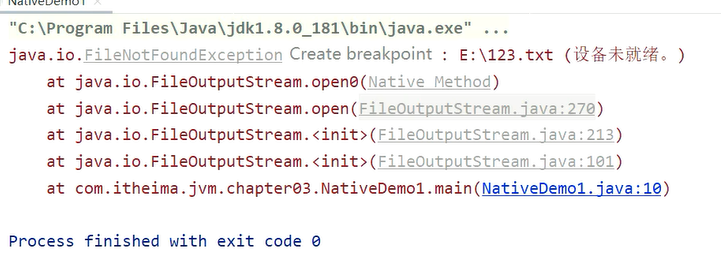 NativeDemo1 ×
"C:\Program Files\Java\jdk1.8.0_181\bin\java.exe" ...
java.io.FileNotFoundException Create breakpoint : E:\123.txt (设备未就绪。)
at java.io.FileOutputStream.open0(Native Method)
at java.io.FileOutputStream.open(FileOutputStream.java:270)
at java.io.FileOutputStream.<init>(FileOutputStream.java:213)
at java.io.FileOutputStream.<init>(FileOutputStream.java:101)
at com.itheima.jvm.chapter03.NativeDemo1.main(NativeDemo1.java:10)
Process finished with exit code 0